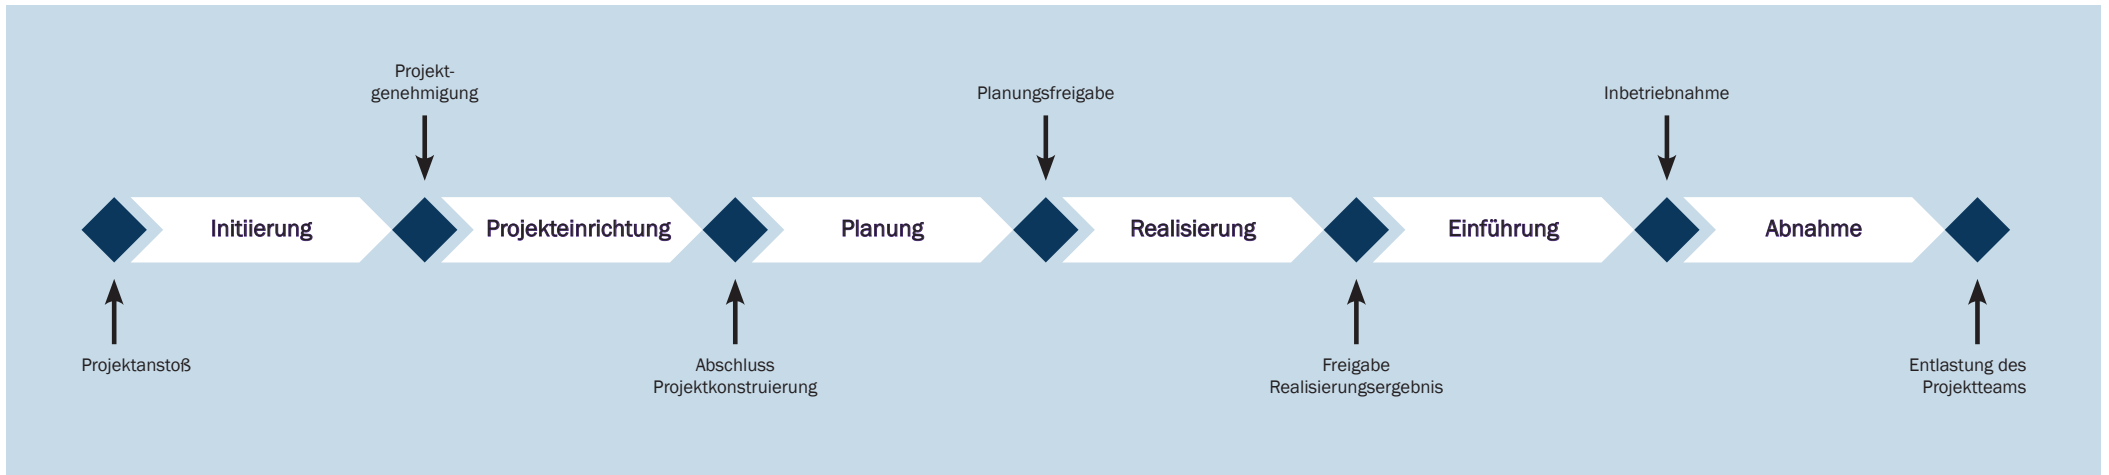 Projekt-
genehmigung
Planungsfreigabe
Inbetriebnahme
Initiierung
Projekteinrichtung
Planung
Realisierung
Einführung
Abnahme
Projektanstoß
Abschluss
Projektkonstruierung
Freigabe
Realisierungsergebnis
Entlastung des
Projektteams